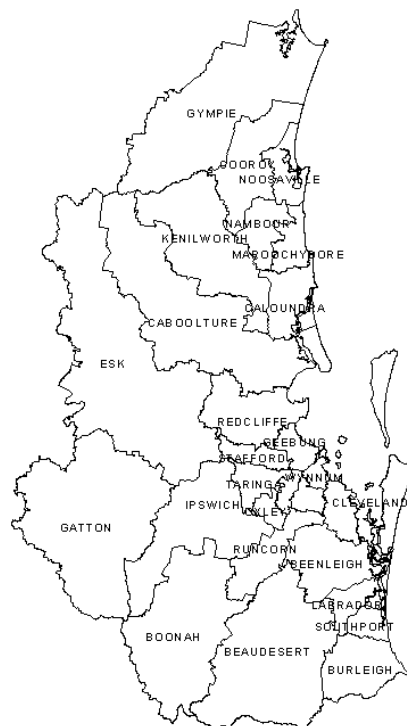 GYMPIE
COOROY
NOOSAVILLE
NAMBOUR
KENILWORTH
MAROOCHYDORE
CALOUNDRA
CABOOLTURE
ESK
REDCLIFFE
GEEBUNG
STAFFORD
TARINGA
WYNNUM
IPSWICH
OXLEY
CLEVELAND
GATTON
RUNCORN
BEENLEIGH
LABRADOR
SOUTHPORT
BOONAH
BEAUDESERT
BURLEIGH